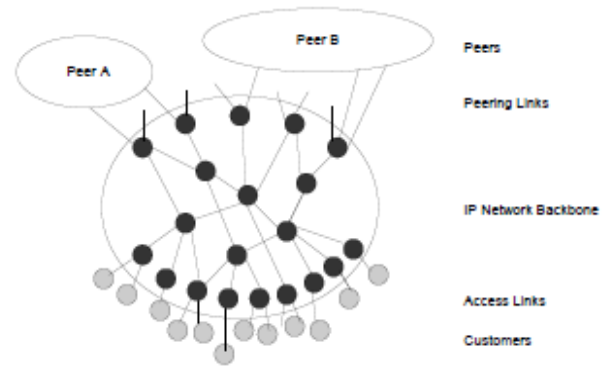 Peer B
Peers
Peer A
Peering Links
IP Network Backbone
Access Links
Customers